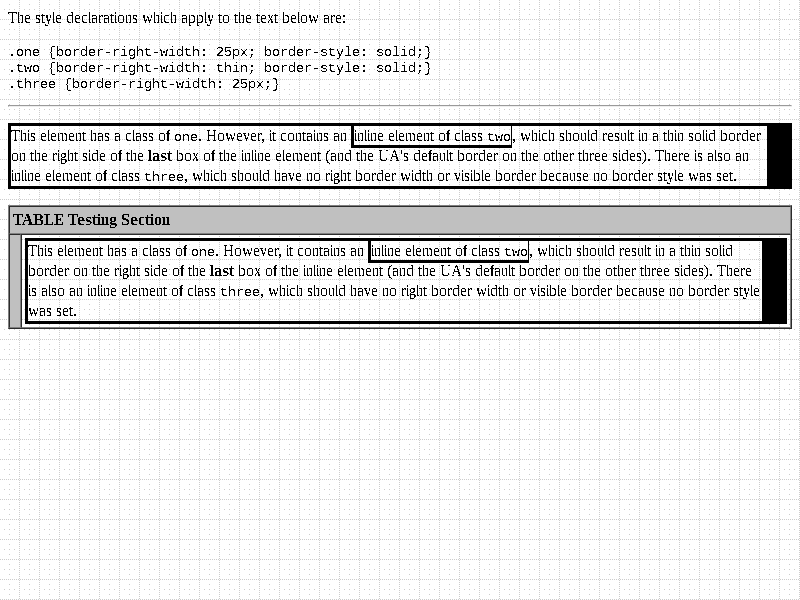 The style declarations which apply to the text below are:
.one {border-right-width: 25px; border-style: solid;}
.two {border-right-width: thin; border-style: solid;}
.three {border-right-width: 25px;}
This element has a class of one. However, it contains an inline element of class two, which should result in a thin solid border
on the right side of the last box of the inline element (and the UA's default border on the other three sides). There is also an
inline element of class three, which should have no right border width or visible border because no border style was set.
TABLE Testing Section
This element has a class of one. However, it contains an inline element of class two, which should result in a thin solid
border on the right side of the last box of the inline element (and the UA's default border on the other three sides). There
is also an inline element of class three, which should have no right border width or visible border because no border style
was set.